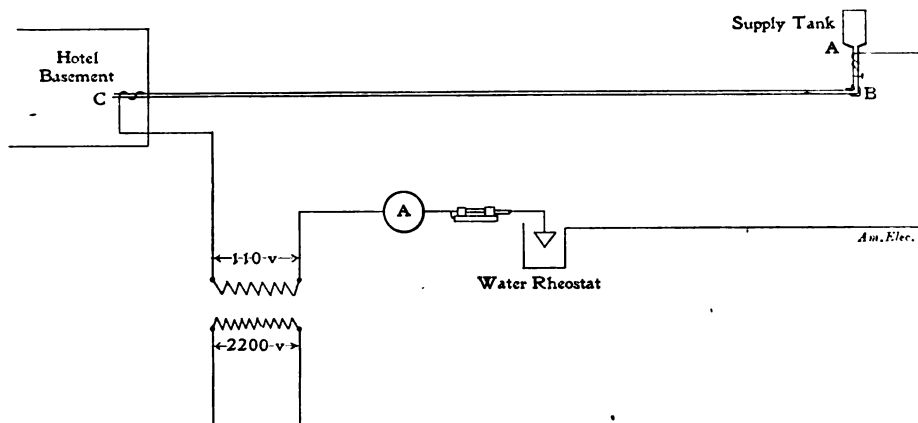 Supply Tank
A
Hotel
Basement
C
B
A
Am. Elec.
110 v
Water Rheostat
2200 v